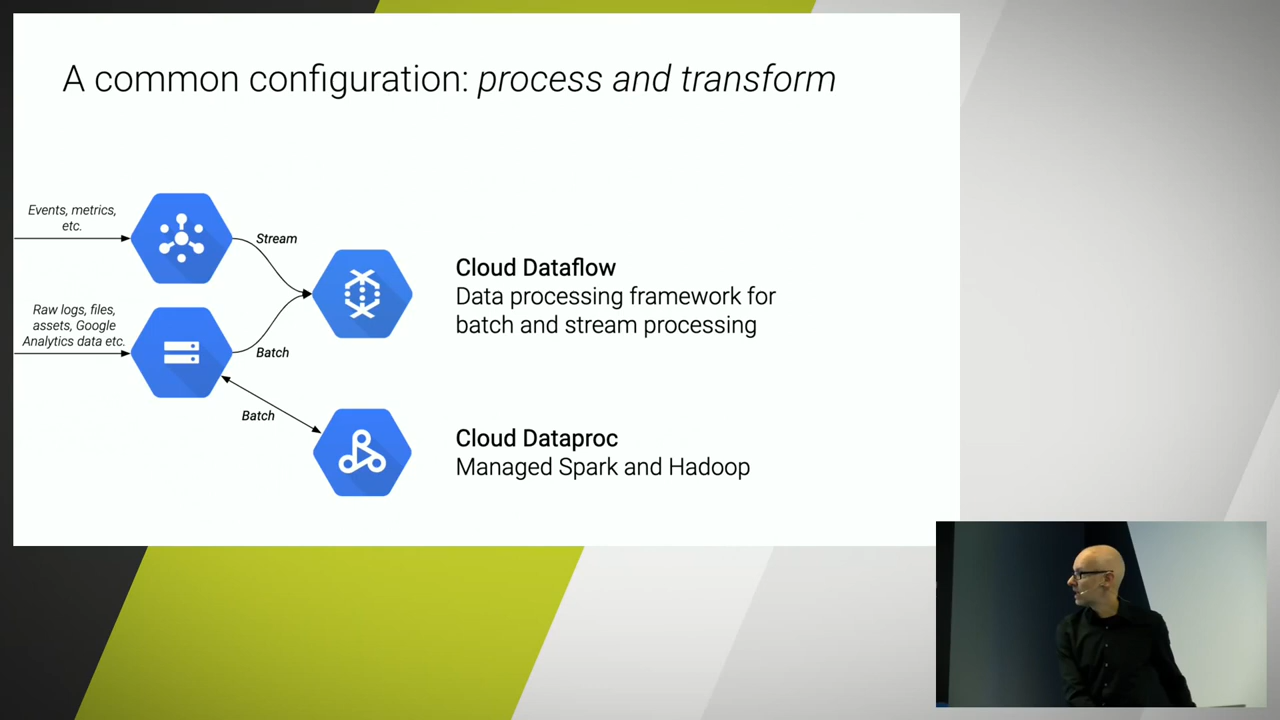 A common configuration: process and transform
Events, metrics,
etc.
Stream
Raw logs, files,
assets, Google
Analytics data etc.
Batch
Cloud Dataflow
Data processing framework for
batch and stream processing
Batch
Cloud Dataproc
Managed Spark and Hadoop